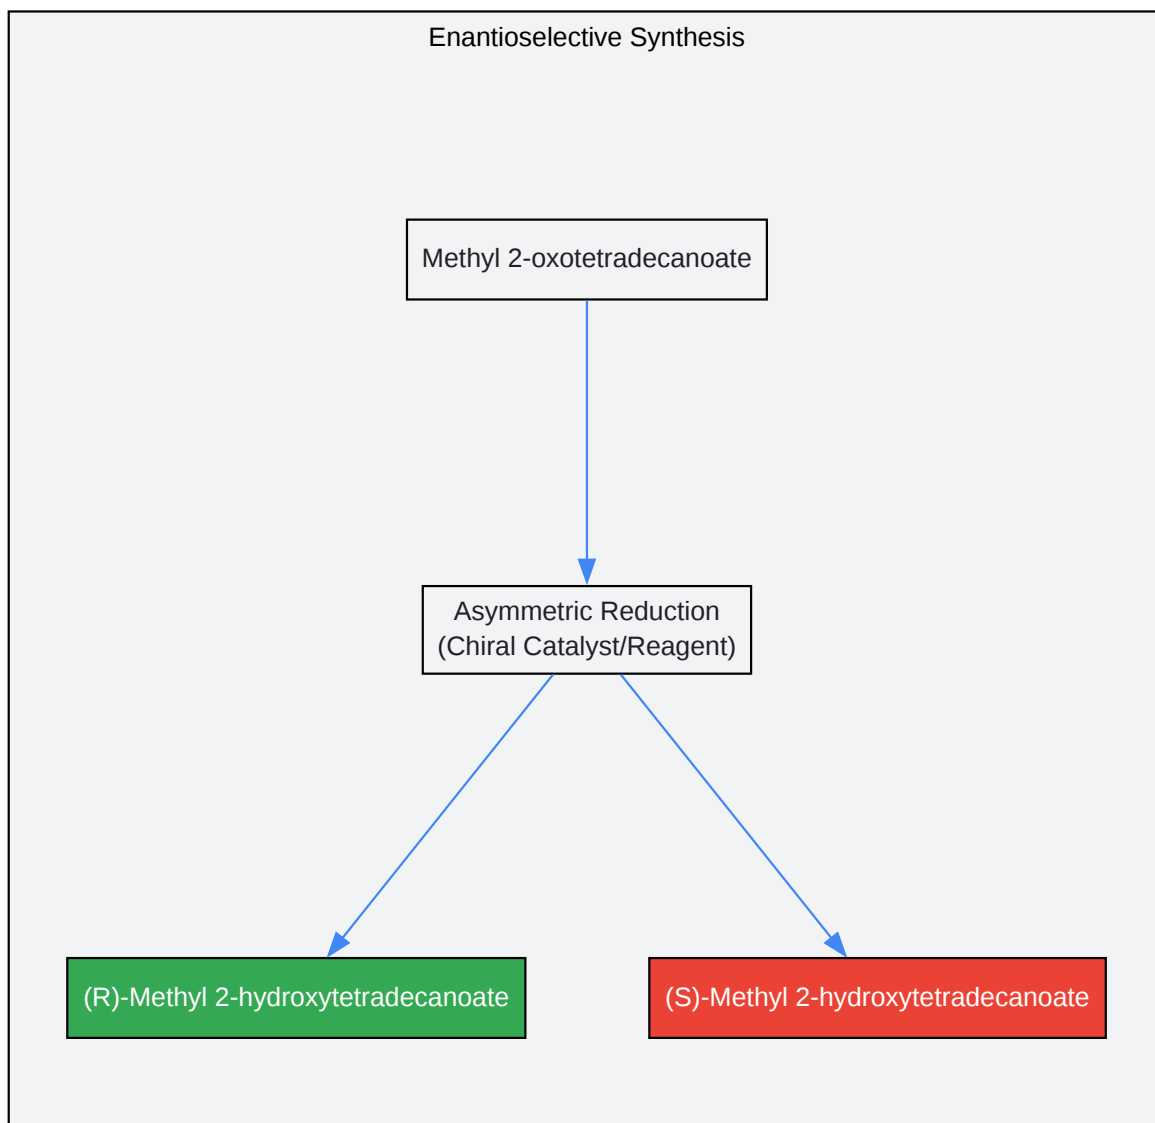 Enantioselective Synthesis
Methyl 2-oxotetradecanoate
Asymmetric Reduction
(Chiral Catalyst/Reagent)
(R)-Methyl 2-hydroxytetradecanoate
(S)-Methyl 2-hydroxytetradecanoate